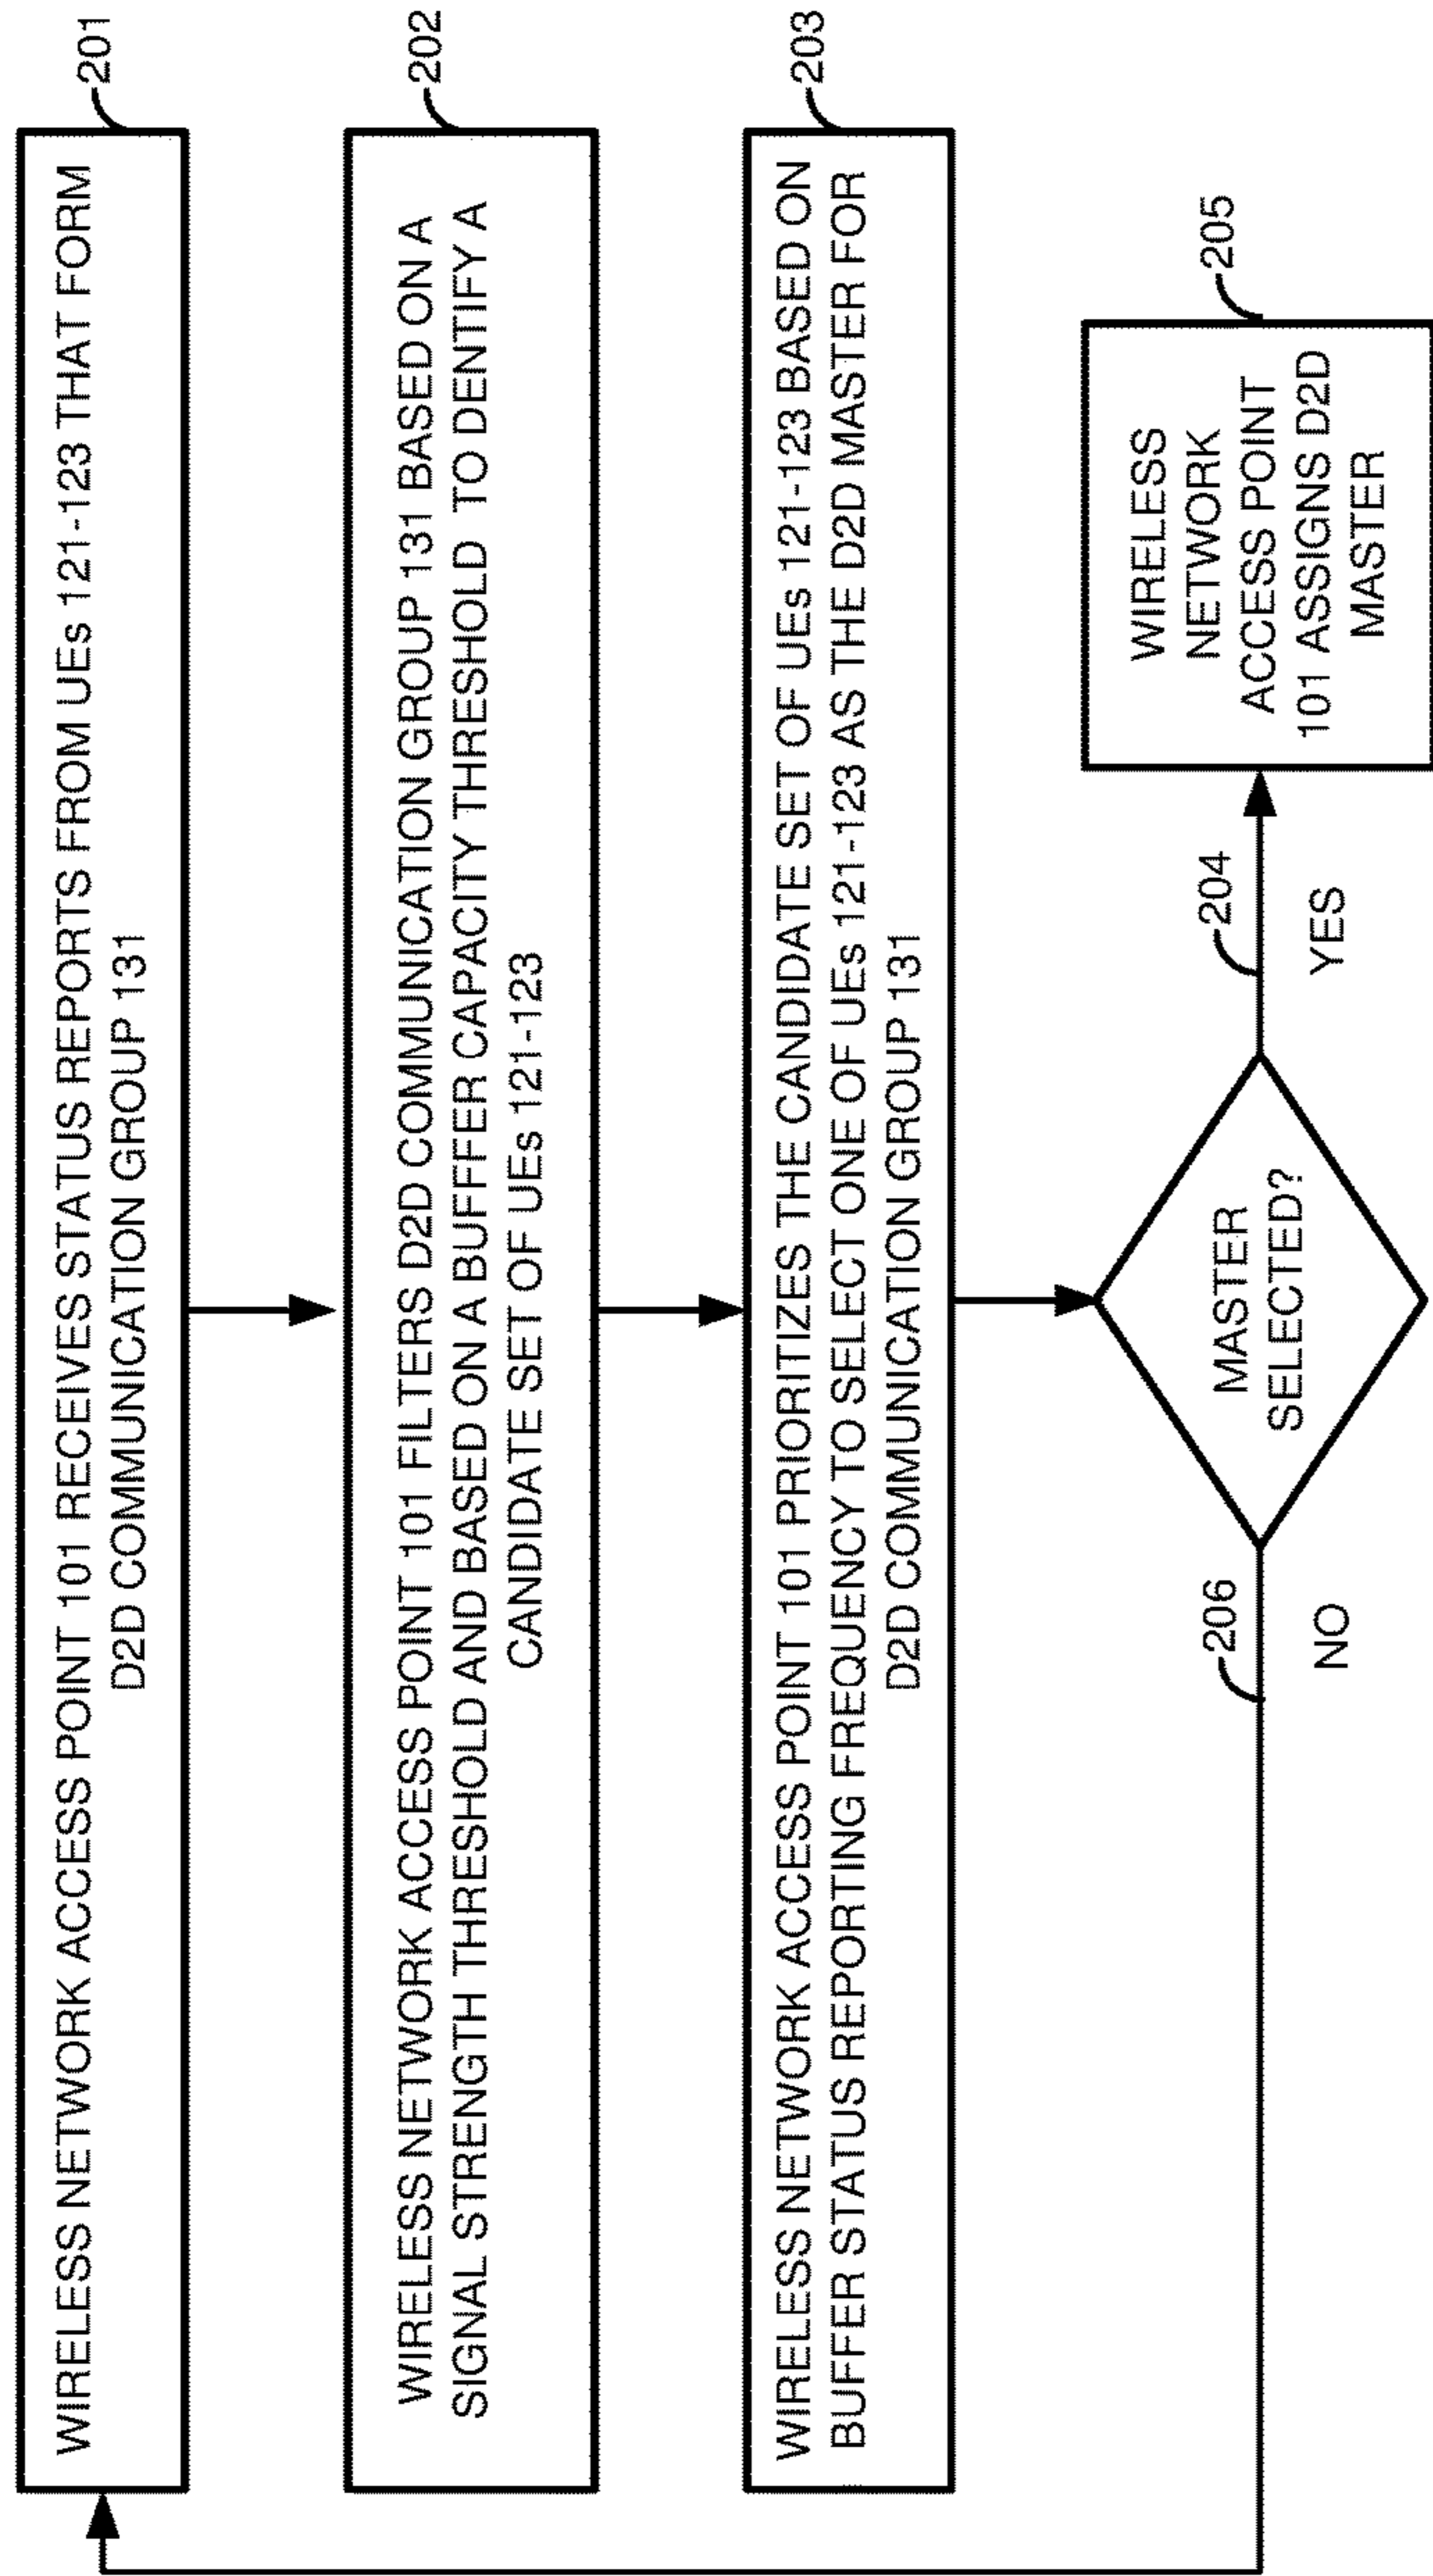 WIRELESS NETWORK ACCESS POINT 101 RECEIVES STATUS REPORTS FROM UEs 121-123 THAT FORM
D2D COMMUNICATION GROUP 131
201
WIRELESS NETWORK ACCESS POINT 101 FILTERS D2D COMMUNICATION GROUP 131 BASED ON A
SIGNAL STRENGTH THRESHOLD AND BASED ON A BUFFFER CAPACITY THRESHOLD TO IDENTIFY A
CANDIDATE SET OF UEs 121-123
202
WIRELESS NETWORK ACCESS POINT 101 PRIORITIZES THE CANDIDATE SET OF UEs 121-123 BASED ON
BUFFER STATUS REPORTING FREQUENCY TO SELECT ONE OF UEs 121-123 AS THE D2D MASTER FOR
D2D COMMUNICATION GROUP 131
203
MASTER
SELECTED?
204
YES
WIRELESS
NETWORK
ACCESS POINT
101 ASSIGNS D2D
MASTER
205
206
NO